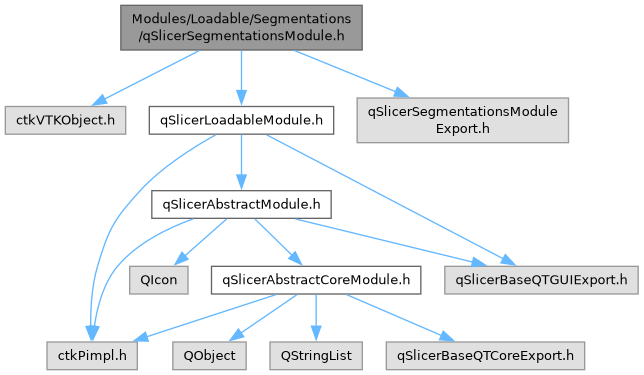 Modules/Loadable/Segmentations
/qSlicerSegmentationsModule.h
ctkVTKObject.h
qSlicerLoadableModule.h
qSlicerSegmentationsModule
Export.h
qSlicerAbstractModule.h
QIcon
qSlicerAbstractCoreModule.h
qSlicerBaseQTGUIExport.h
ctkPimpl.h
QObject
QStringList
qSlicerBaseQTCoreExport.h